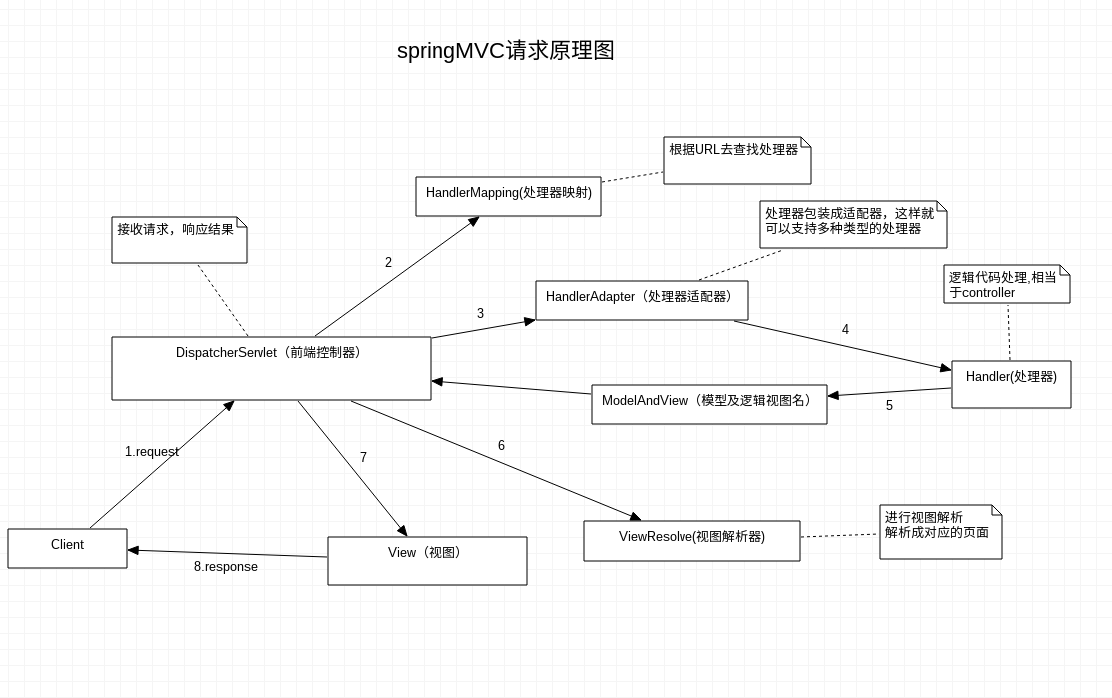 springMVC请求原理图
根据URL去查找处理器
HandlerMapping(处理器映射)
处理器包装成适配器，这样就
可以支持多种类型的处理器
接收请求，响应结果
2
逻辑代码处理,相当
于controller
HandlerAdapter（处理器适配器）
3
4
DispatcherServlet（前端控制器）
Handler(处理器)
ModelAndView（模型及逻辑视图名）
5
6
1.request
7
进行视图解析
解析成对应的页面
ViewResolve(视图解析器)
Client
View（视图）
8.response